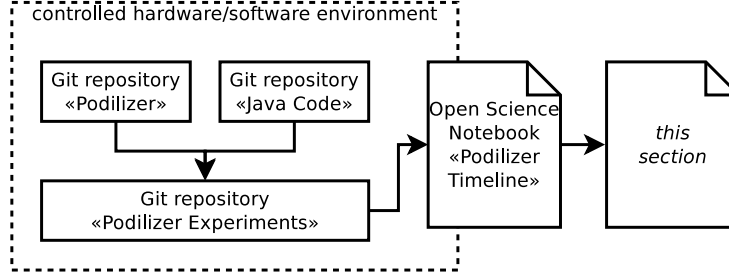 controlled hardware/software environment
Git repository
«Podilizer»
Git repository
«Java Code»
Git repository
«Podilizer Experiments»
Open Science
Notebook
«Podilizer
Timeline»
this
section